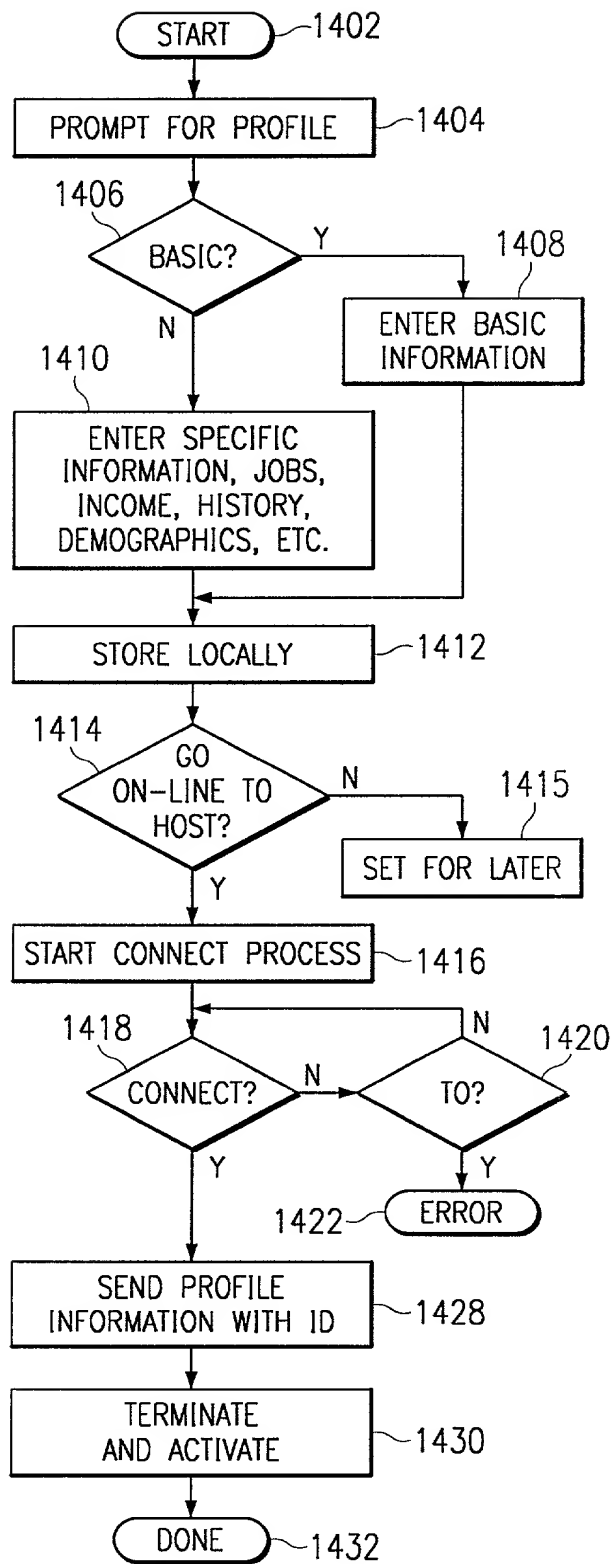 START
1402
PROMPT FOR PROFILE
1404
1406
BASIC?
Y
N
1408
ENTER BASIC
INFORMATION
1410
ENTER SPECIFIC
INFORMATION, JOBS,
INCOME, HISTORY,
DEMOGRAPHICS, ETC.
STORE LOCALLY
1412
1414
GO
ON-LINE TO
HOST?
N
Y
1415
SET FOR LATER
START CONNECT PROCESS
1416
1418
CONNECT?
N
Y
N
1420
TO?
Y
1422
ERROR
SEND PROFILE
INFORMATION WITH ID
1428
TERMINATE
AND ACTIVATE
1430
DONE
1432